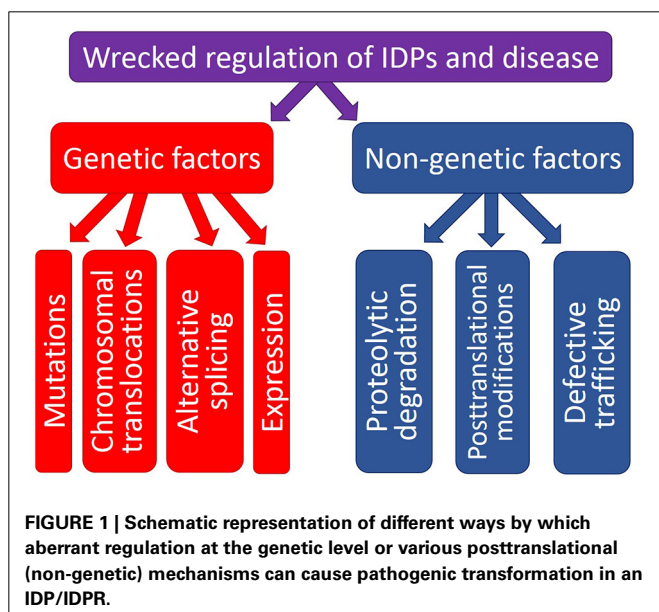 Wrecked regulation of IDPs and disease
Genetic factors
Non-genetic factors
Mutations
Chromosomal
translocations
Alternative
splicing
Expression
Proteolytic
degradation
Posttranslational
modifications
Defective
trafficking
FIGURE 1 | Schematic representation of different ways by which
aberrant regulation at the genetic level or various posttranslational
(non-genetic) mechanisms can cause pathogenic transformation in an
IDP/IDPR.